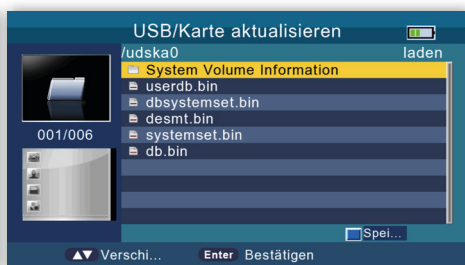 USB/Karte aktualisieren
/udska0 laden
System Volume Information
userdb.bin
dbsystemset.bin
desmt.bin
systemset.bin
db.bin
001/006
Spei...
Verschi... Enter Bestätigen